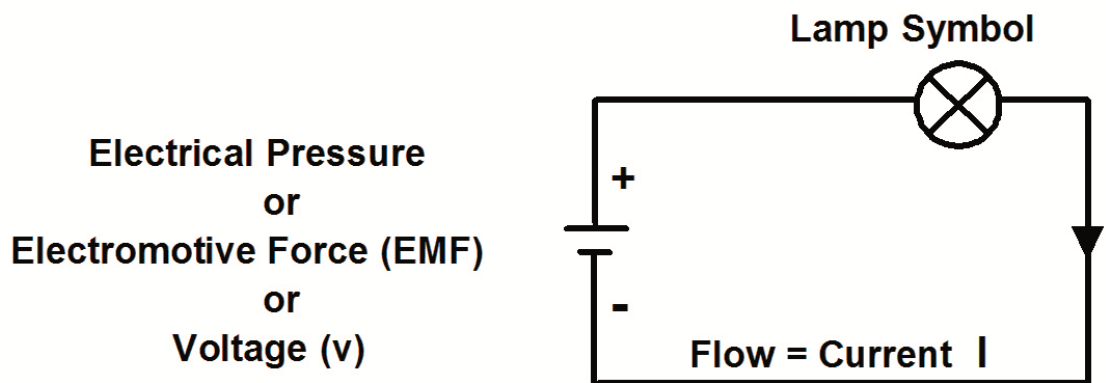 Lamp Symbol
Electrical Pressure
or
Electromotive Force (EMF)
or
Voltage (v)
+
-
Flow = Current I